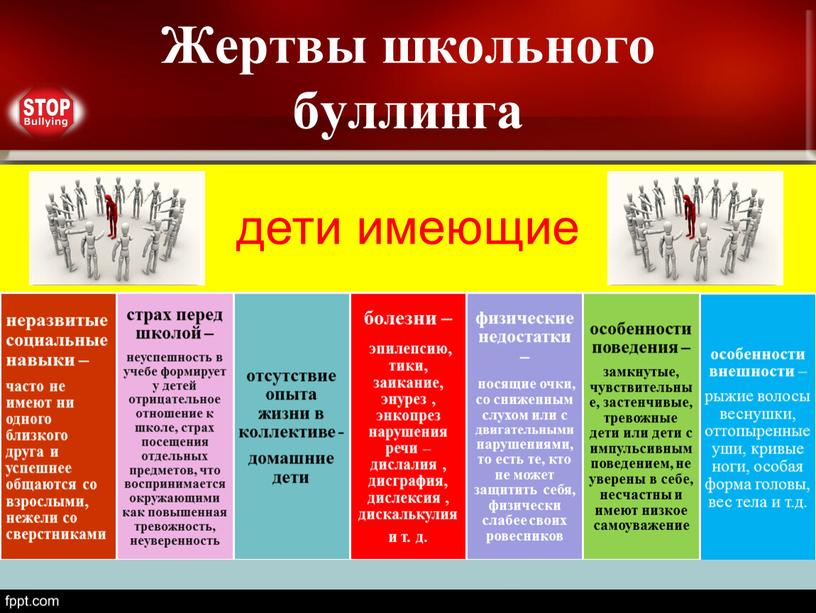 Жертвы школьного
буллинга
STOP
Bullying
дети имеющие
неразвитые
социальные
навыки –
часто не
имеют ни
одного
близкого
друга и
успешнее
общаются со
взрослыми,
нежели со
сверстниками
страх перед
школой –
неуспешность в
учебе формирует
у детей
отрицательное
отношение к
школе, страх
посещения
отдельных
предметов, что
воспринимается
окружающими
как повышенная
тревожность,
неуверенность
отсутствие
опыта
жизни в
коллективе -
домашние
дети
болезни –
эпилепсию,
тики,
заикание,
энурез ,
энкопрез
нарушения
речи –
дислалия ,
дисграфия,
дислексия ,
дискалькулия
и т. д.
физические
недостатки
–
носящие очки,
со сниженным
слухом или с
двигательными
нарушениями,
то есть те, кто
не может
защитить себя,
физически
слабее своих
ровесников
особенности
поведения –
замкнутые,
чувствительны
е, застенчивые,
тревожные
дети или дети с
импульсивным
поведением, не
уверены в себе,
несчастны и
имеют низкое
самоуважение
особенности
внешности –
рыжие волосы
веснушки,
оттопыренные
уши, кривые
ноги, особая
форма головы,
вес тела и т.д.
fppt.com